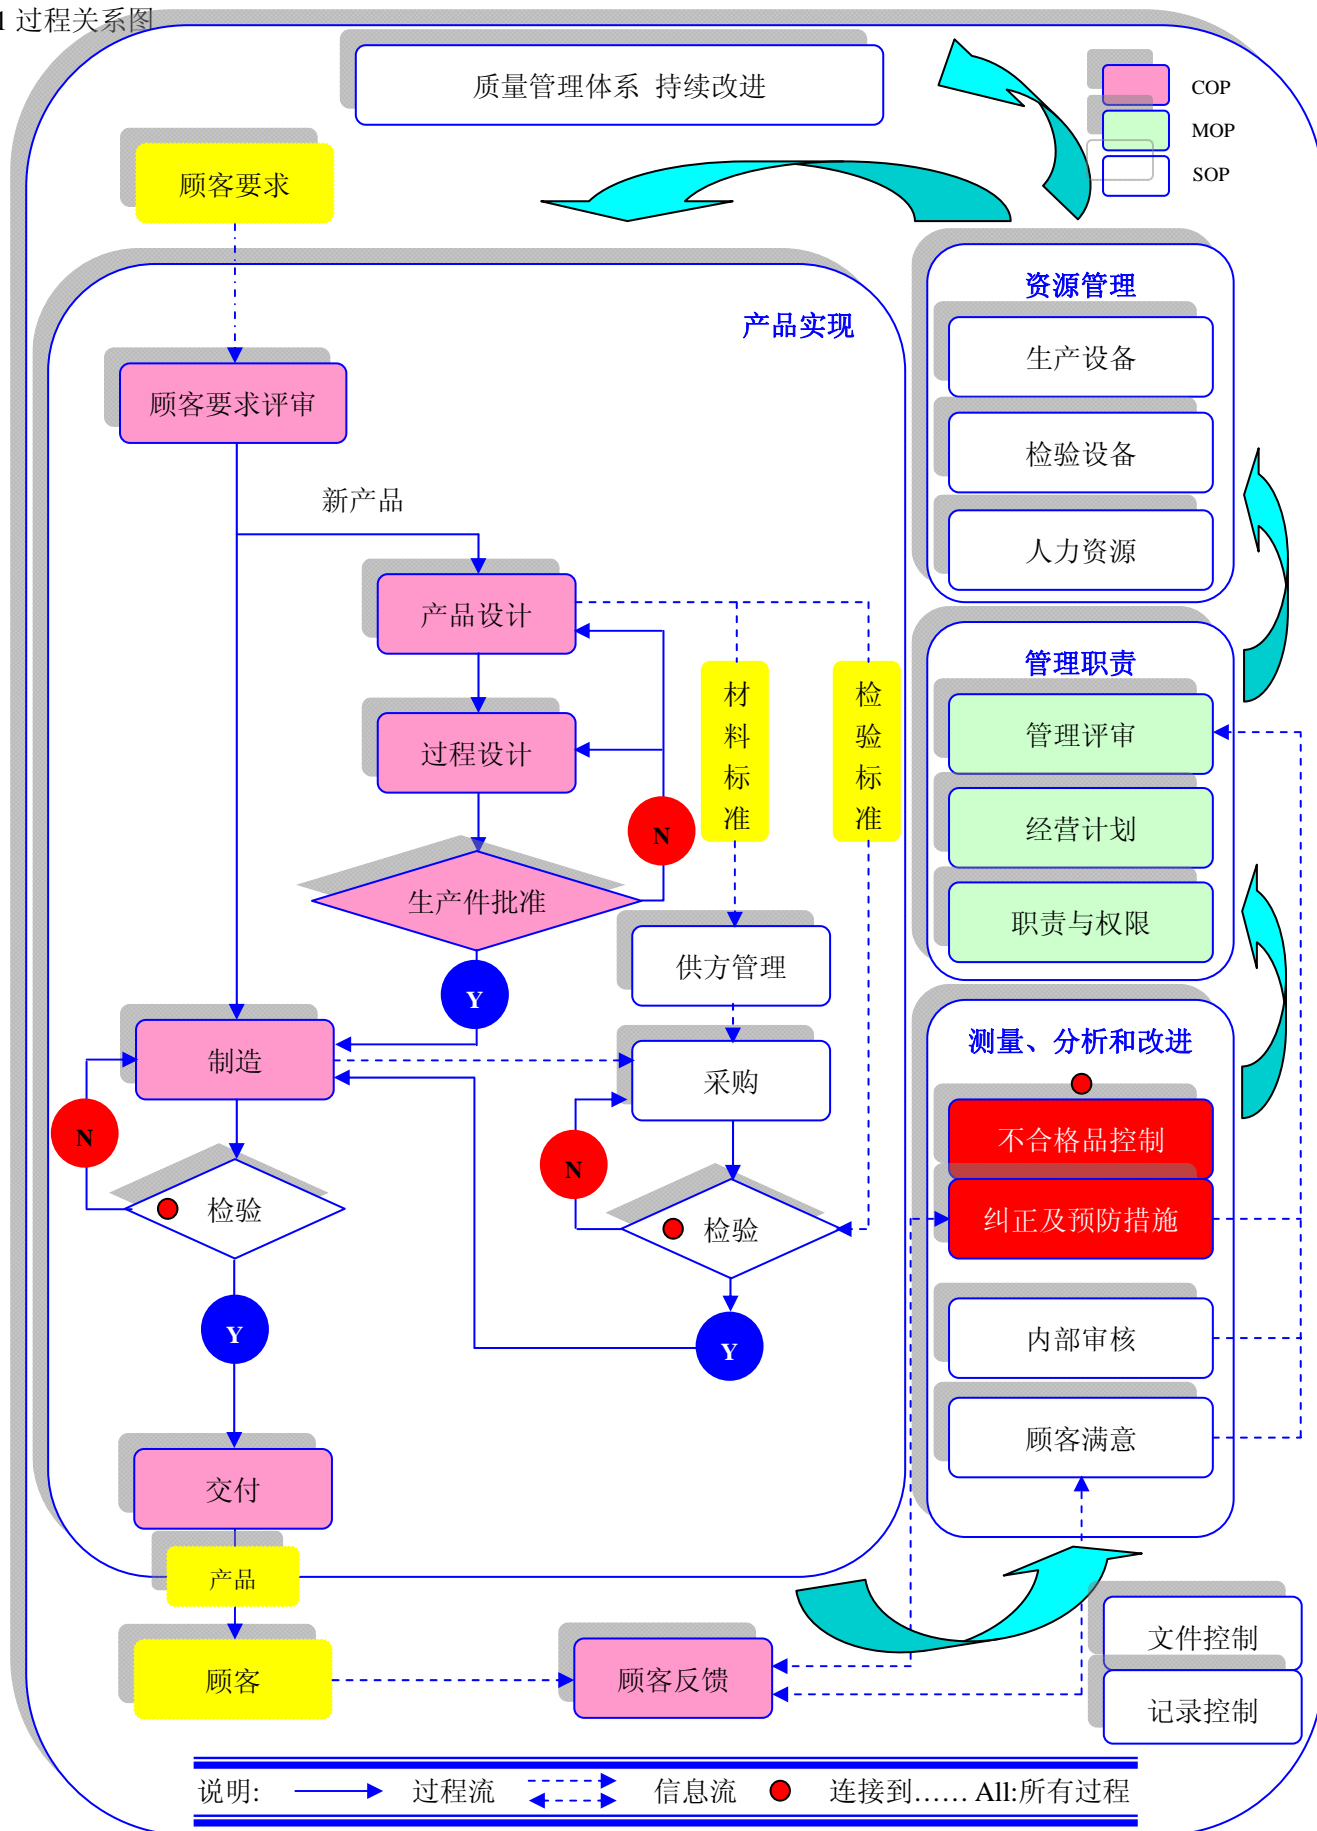 1 过程关系图
质量管理体系 持续改进
COP
MOP
SOP
顾客要求
资源管理
生产设备
检验设备
人力资源
产品实现
顾客要求评审
新产品
产品设计
过程设计
材料标准
检验标准
N
生产件批准
Y
供方管理
管理职责
管理评审
经营计划
职责与权限
制造
采购
N
N
检验
检验
Y
Y
测量、分析和改进
不合格品控制
纠正及预防措施
内部审核
顾客满意
交付
产品
顾客
顾客反馈
文件控制
记录控制
说明: 过程流 信息流 连接到…… All:所有过程